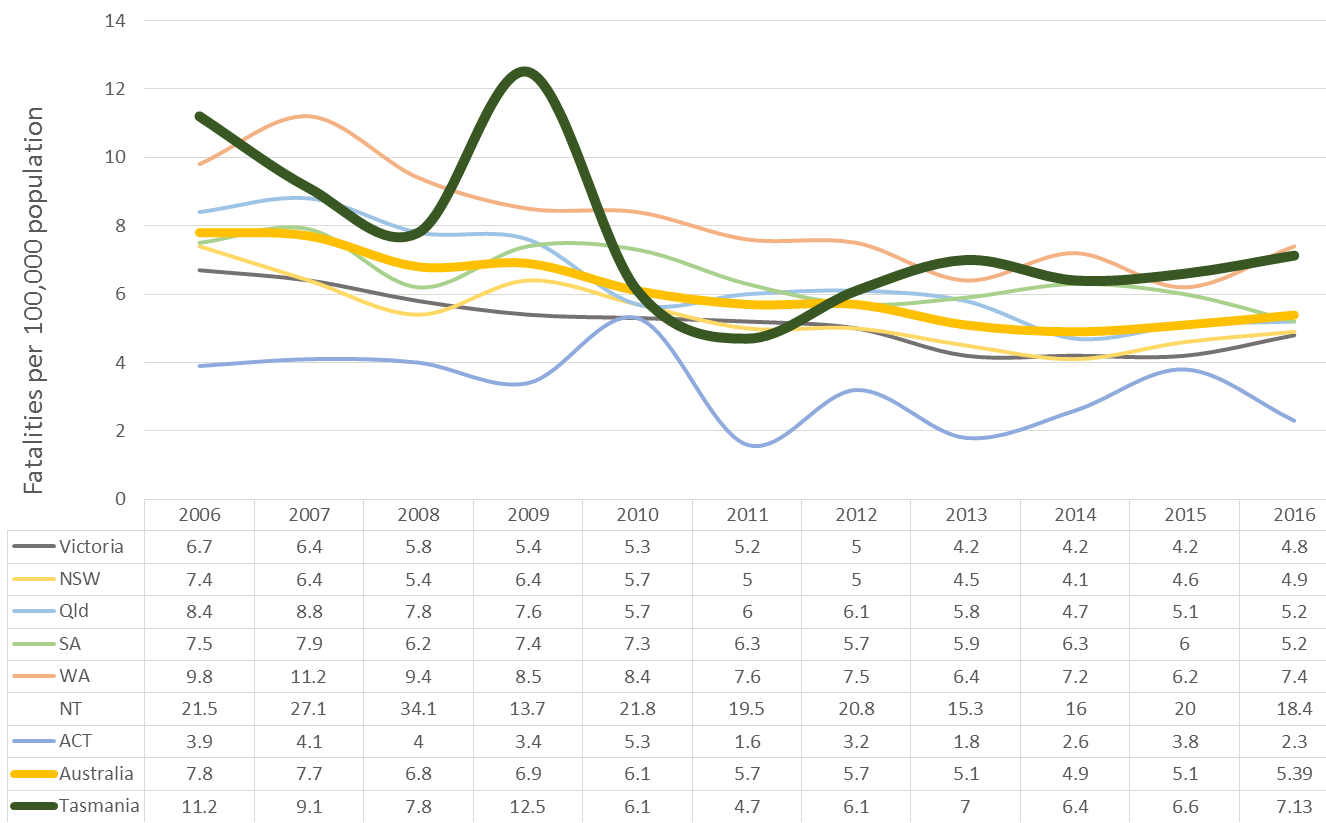 14
12
10
8
6
4
2
0
Fatalities per 100,000 population
2006 2007 2008 2009 2010 2011 2012 2013 2014 2015 2016
Victoria 6.7 6.4 5.8 5.4 5.3 5.2 5 4.2 4.2 4.2 4.8
NSW 7.4 6.4 5.4 6.4 5.7 5 5 4.5 4.1 4.6 4.9
Qld 8.4 8.8 7.8 7.6 5.7 6 6.1 5.8 4.7 5.1 5.2
SA 7.5 7.9 6.2 7.4 7.3 6.3 5.7 5.9 6.3 6 5.2
WA 9.8 11.2 9.4 8.5 8.4 7.6 7.5 6.4 7.2 6.2 7.4
NT 21.5 27.1 34.1 13.7 21.8 19.5 20.8 15.3 16 20 18.4
ACT 3.9 4.1 4 3.4 5.3 1.6 3.2 1.8 2.6 3.8 2.3
Australia 7.8 7.7 6.8 6.9 6.1 5.7 5.7 5.1 4.9 5.1 5.39
Tasmania 11.2 9.1 7.8 12.5 6.1 4.7 6.1 7 6.4 6.6 7.13